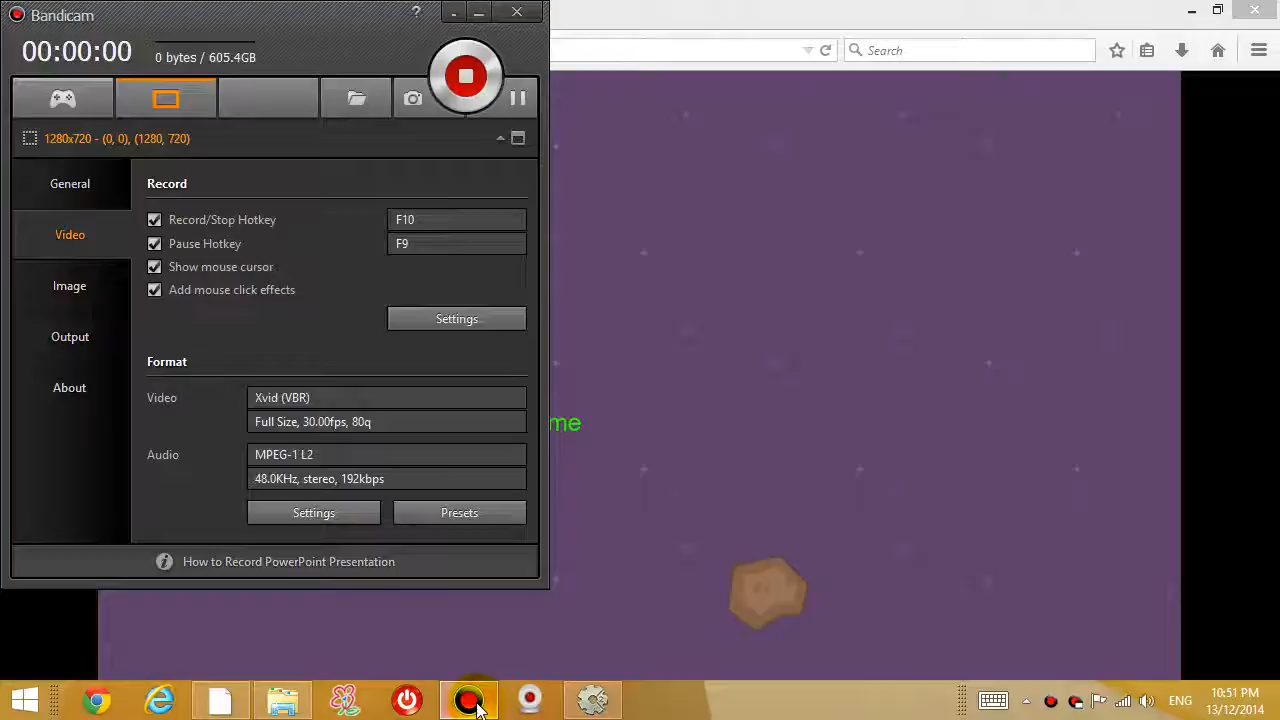 Bandicam
?
00:00:00
0 bytes / 605.4GB
Search
1280x720 - (0, 0), (1280, 720)
General
Video
Image
Output
About
Record
Record/Stop Hotkey
F10
Pause Hotkey
F9
Show mouse cursor
Add mouse click effects
Settings
Format
Video
Xvid (VBR)
Full Size, 30.00fps, 80q
Audio
MPEG-1 L2
48.0KHz, stereo, 192kbps
Settings
Presets
How to Record PowerPoint Presentation
me
ENG
10:51 PM
13/12/2014